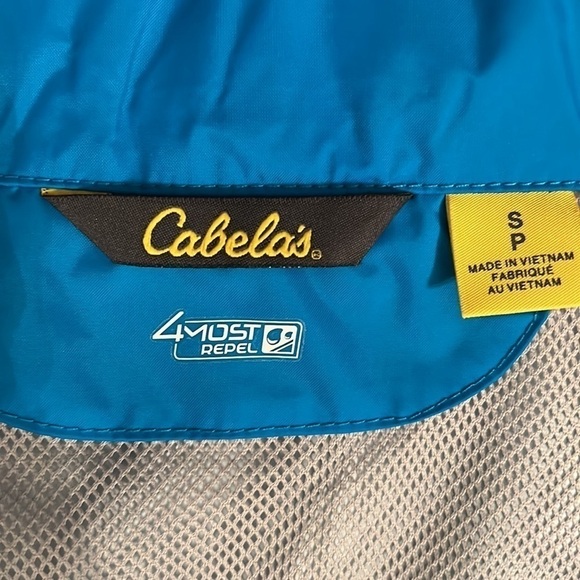 Cabela's
4MOST
REPEL
S
P
MADE IN VIETNAM
FABRIQUÉ
AU VIETNAM